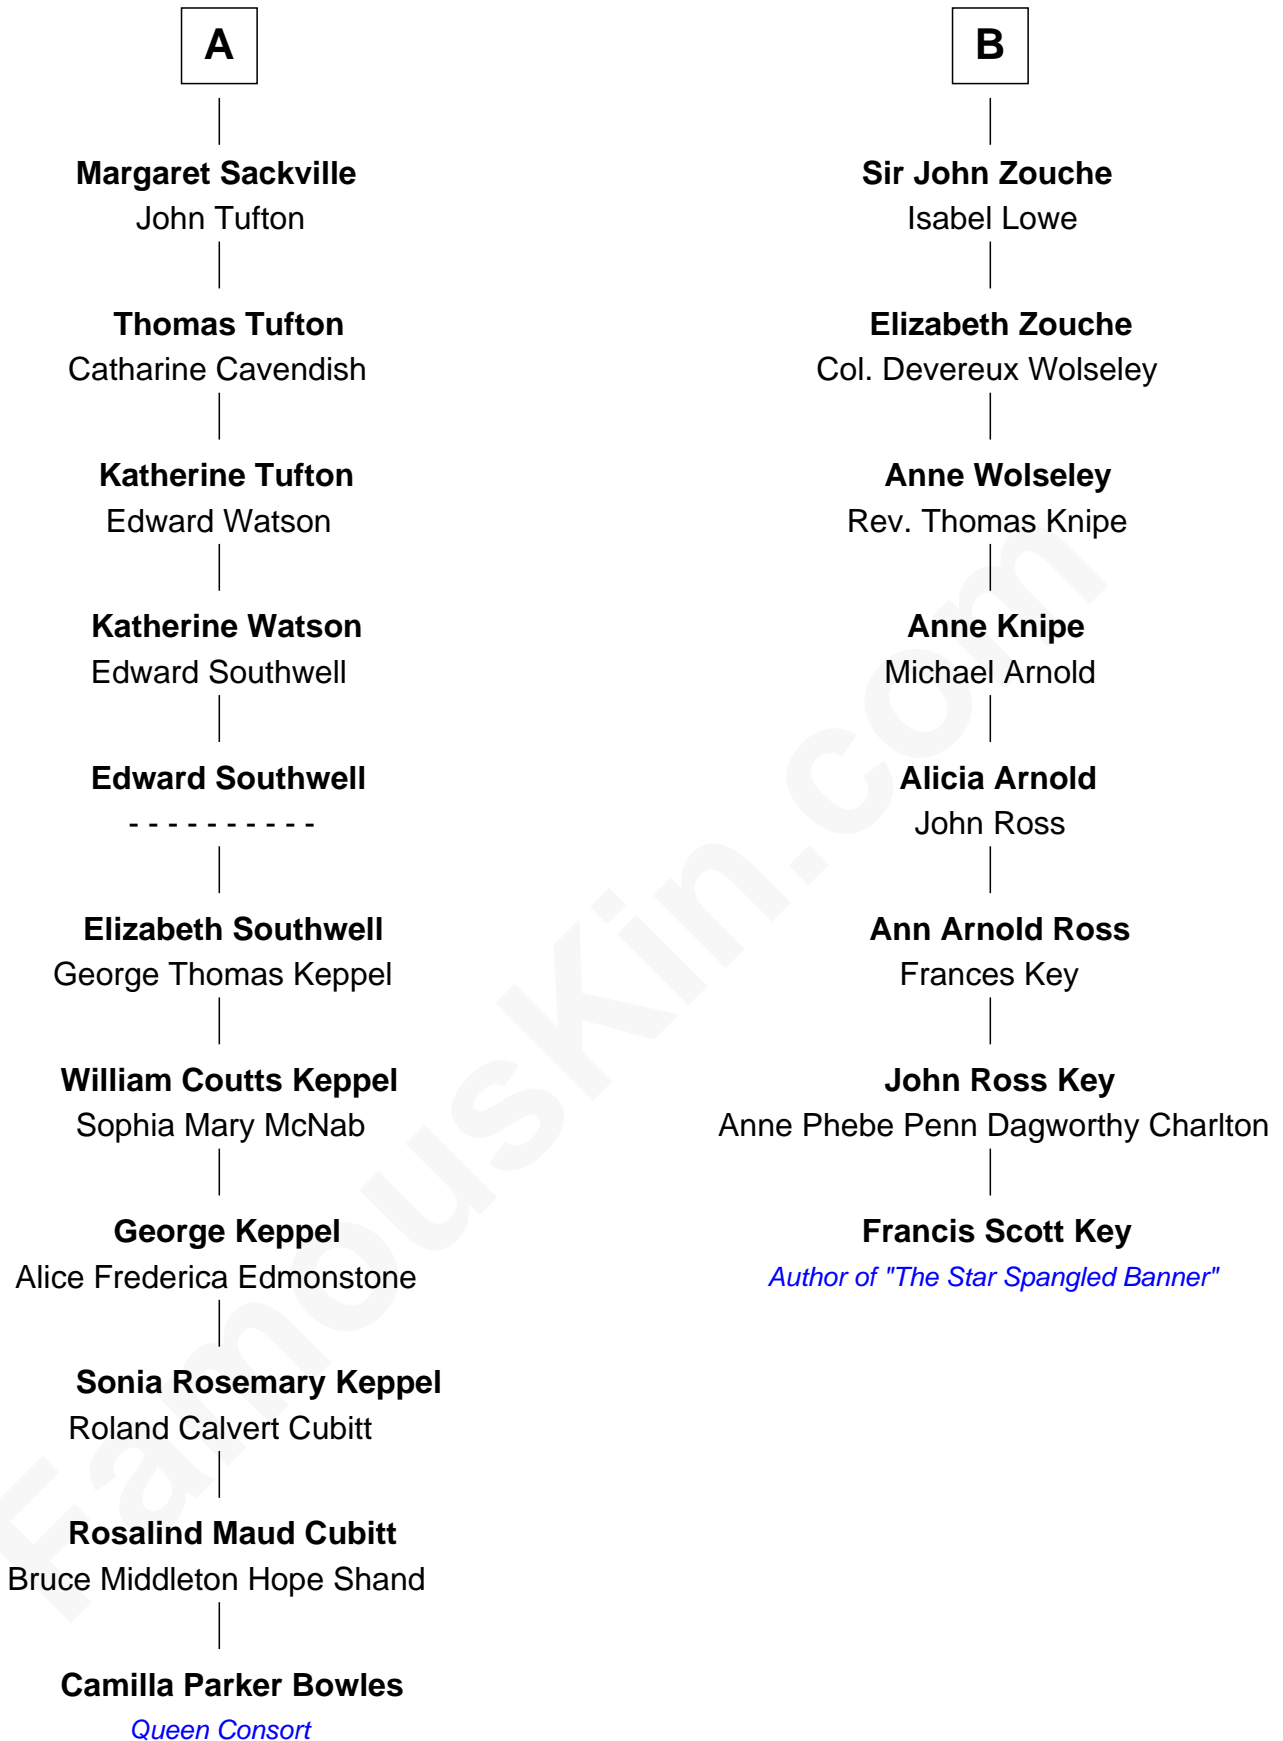 A
Margaret Sackville
John Tufton
Thomas Tufton
Catharine Cavendish
Katherine Tufton
Edward Watson
Katherine Watson
Edward Southwell
Edward Southwell
- - - - - - - - - -
Elizabeth Southwell
George Thomas Keppel
William Coutts Keppel
Sophia Mary McNab
George Keppel
Alice Frederica Edmonstone
Sonia Rosemary Keppel
Roland Calvert Cubitt
Rosalind Maud Cubitt
Bruce Middleton Hope Shand
Camilla Parker Bowles
Queen Consort
B
Sir John Zouche
Isabel Lowe
Elizabeth Zouche
Col. Devereux Wolseley
Anne Wolseley
Rev. Thomas Knipe
Anne Knipe
Michael Arnold
Alicia Arnold
John Ross
Ann Arnold Ross
Frances Key
John Ross Key
Anne Phebe Penn Dagworthy Charlton
Francis Scott Key
Author of "The Star Spangled Banner"
FamousKin.com